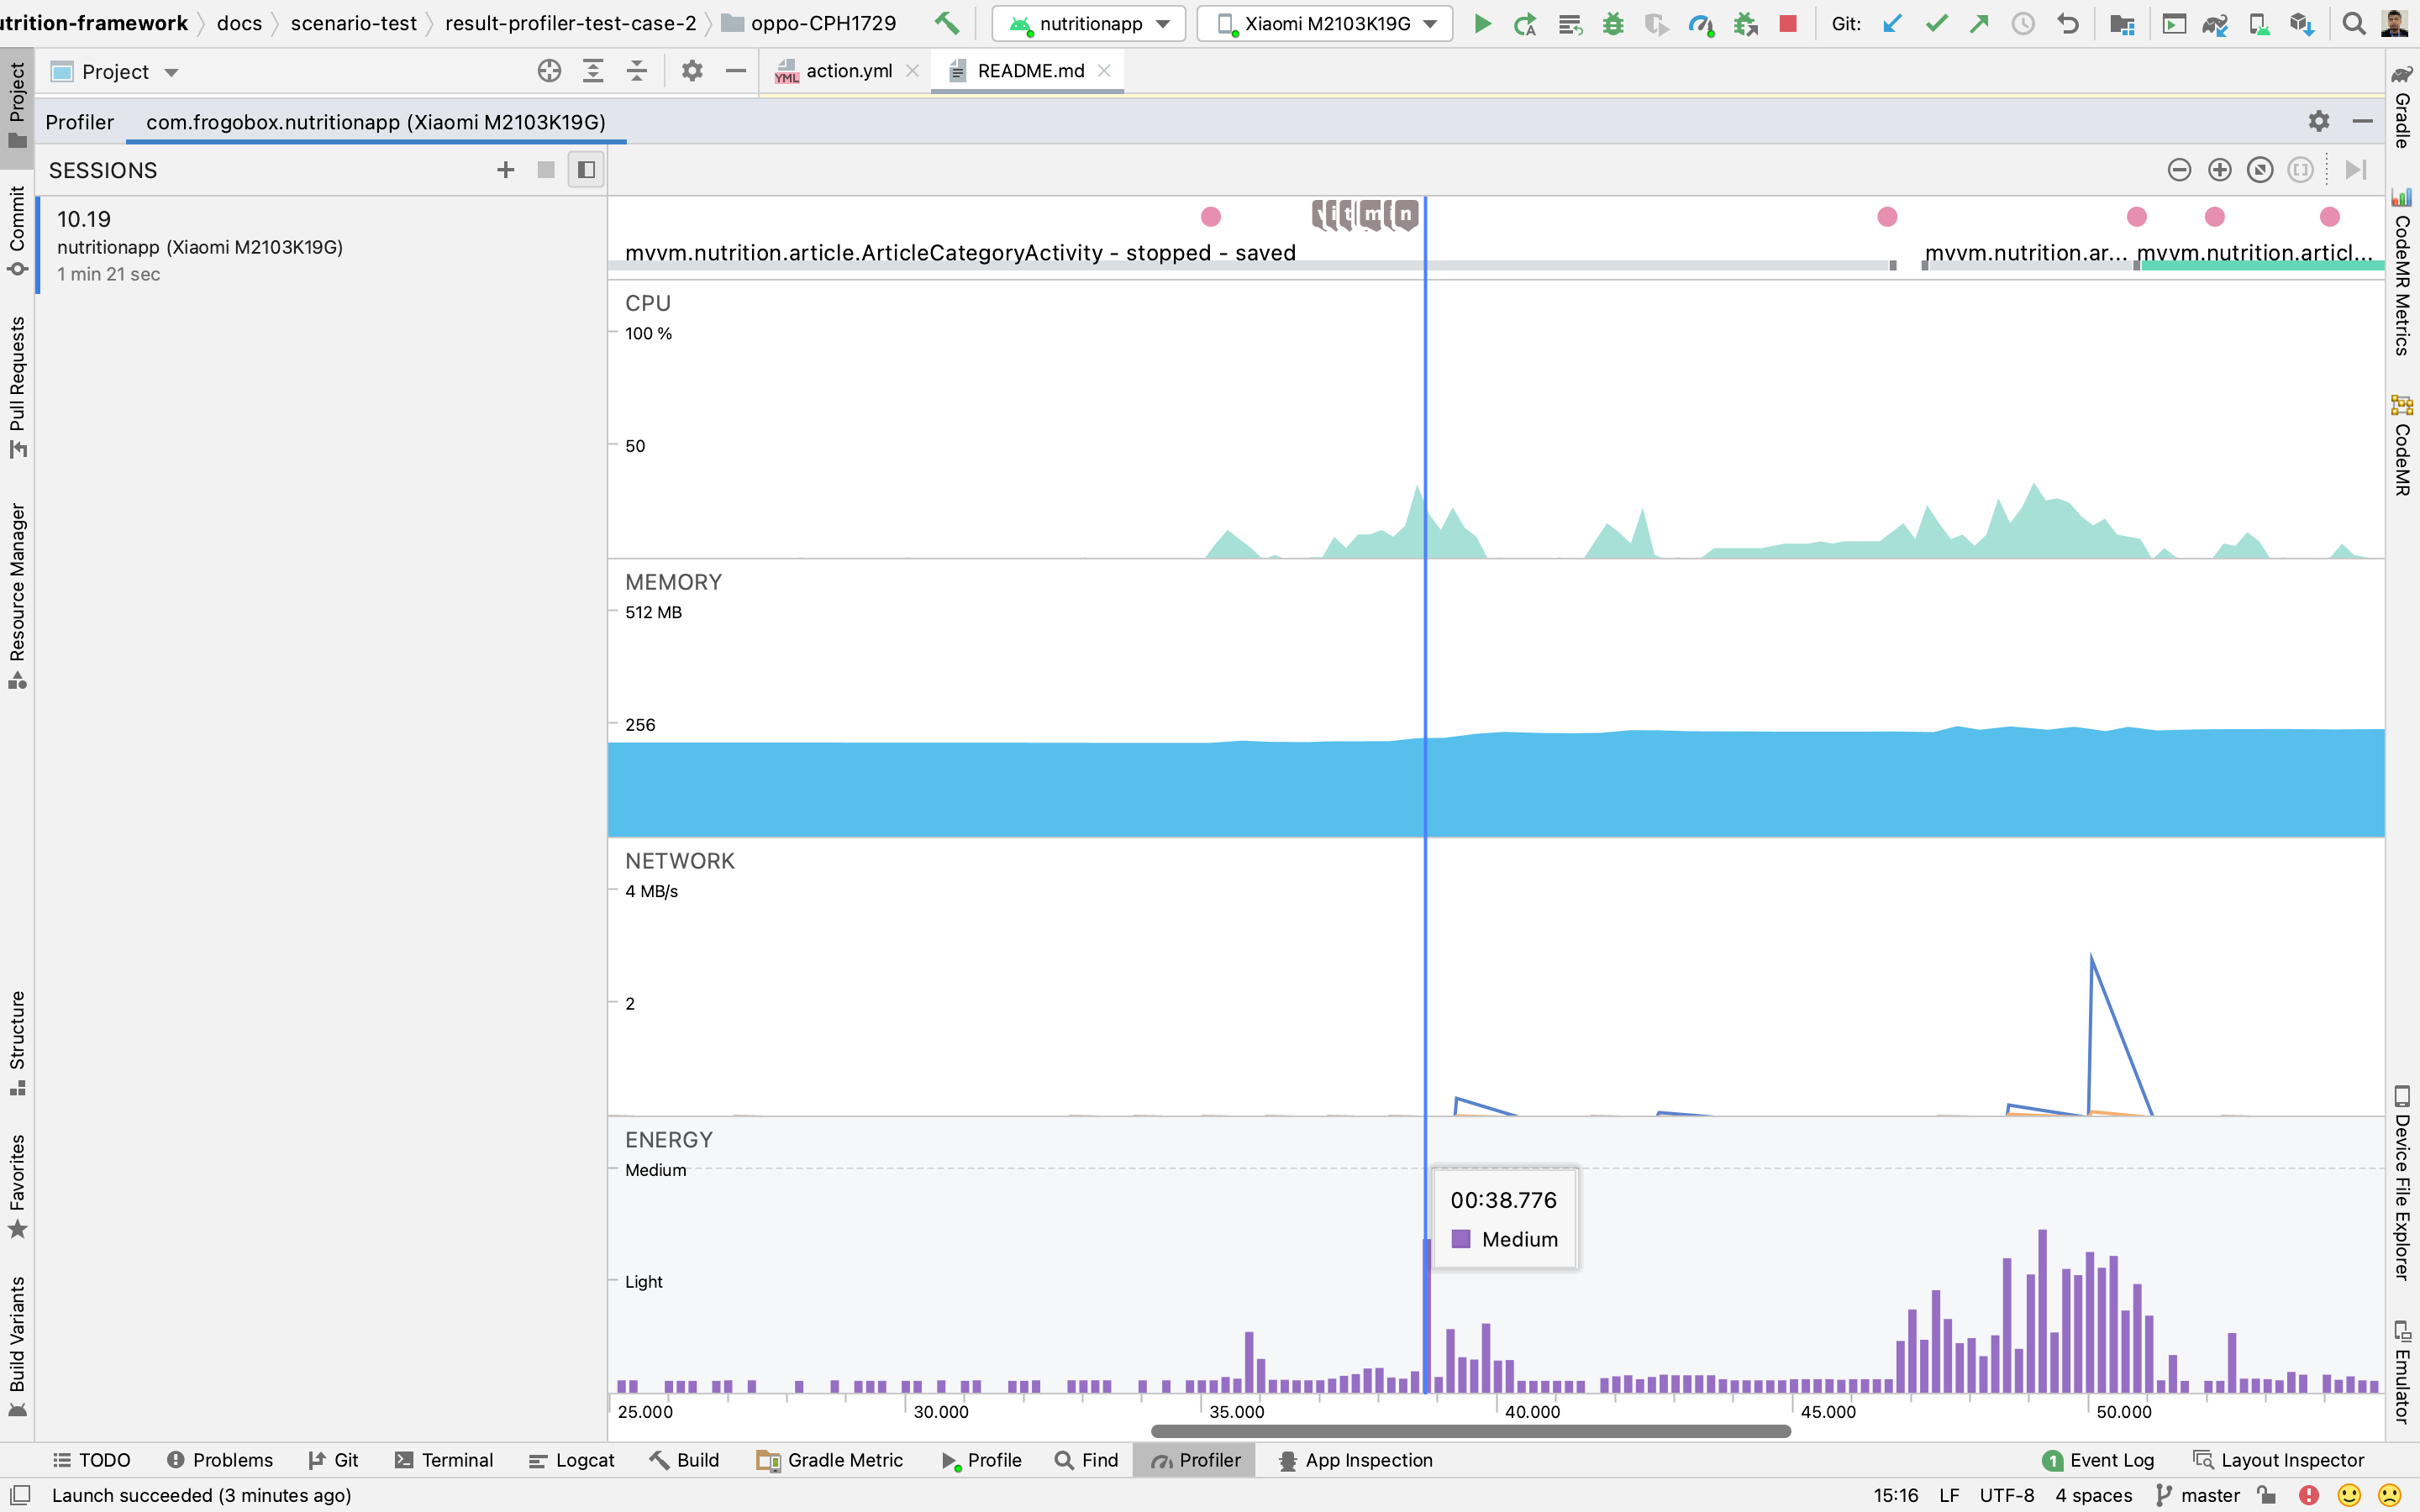 utrition-framework docs scenario-test result-profiler-test-case-2 oppo-CPH1729 nutritionapp Xiaomi M2103K19G Git:
Project action.yml README.md
Profiler com.frogobox.nutritionapp (Xiaomi M2103K19G)
SESSIONS
10.19
nutritionapp (Xiaomi M2103K19G)
1 min 21 sec
mvvm.nutrition.article.ArticleCategoryActivity - stopped - saved
mvvm.nutrition.ar...
mvvm.nutrition.articl...
CPU
100 %
50
MEMORY
512 MB
256
NETWORK
4 MB/s
2
ENERGY
Medium
Light
00:38.776
Medium
25.000 30.000 35.000 40.000 45.000 50.000
Project
Commit
Pull Requests
Resource Manager
Structure
Favorites
Build Variants
Gradle
CodeMR Metrics
CodeMR
Device File Explorer
Emulator
TODO Problems Git Terminal Logcat Build Gradle Metric Profile Find Profiler App Inspection 1 Event Log Layout Inspector
Launch succeeded (3 minutes ago) 15:16 LF UTF-8 4 spaces master